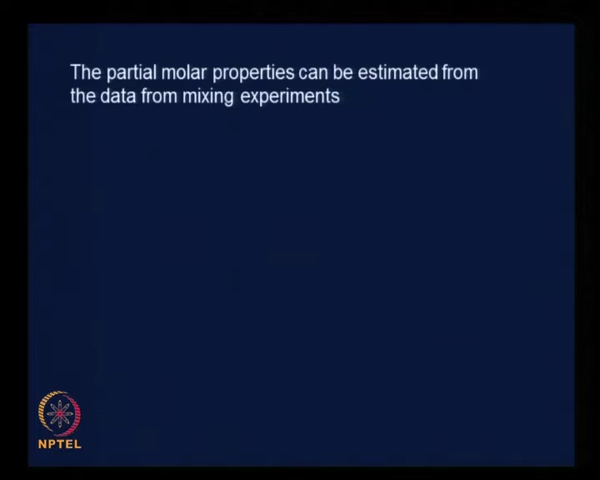 The partial molar properties can be estimated from
the data from mixing experiments
NPTEL